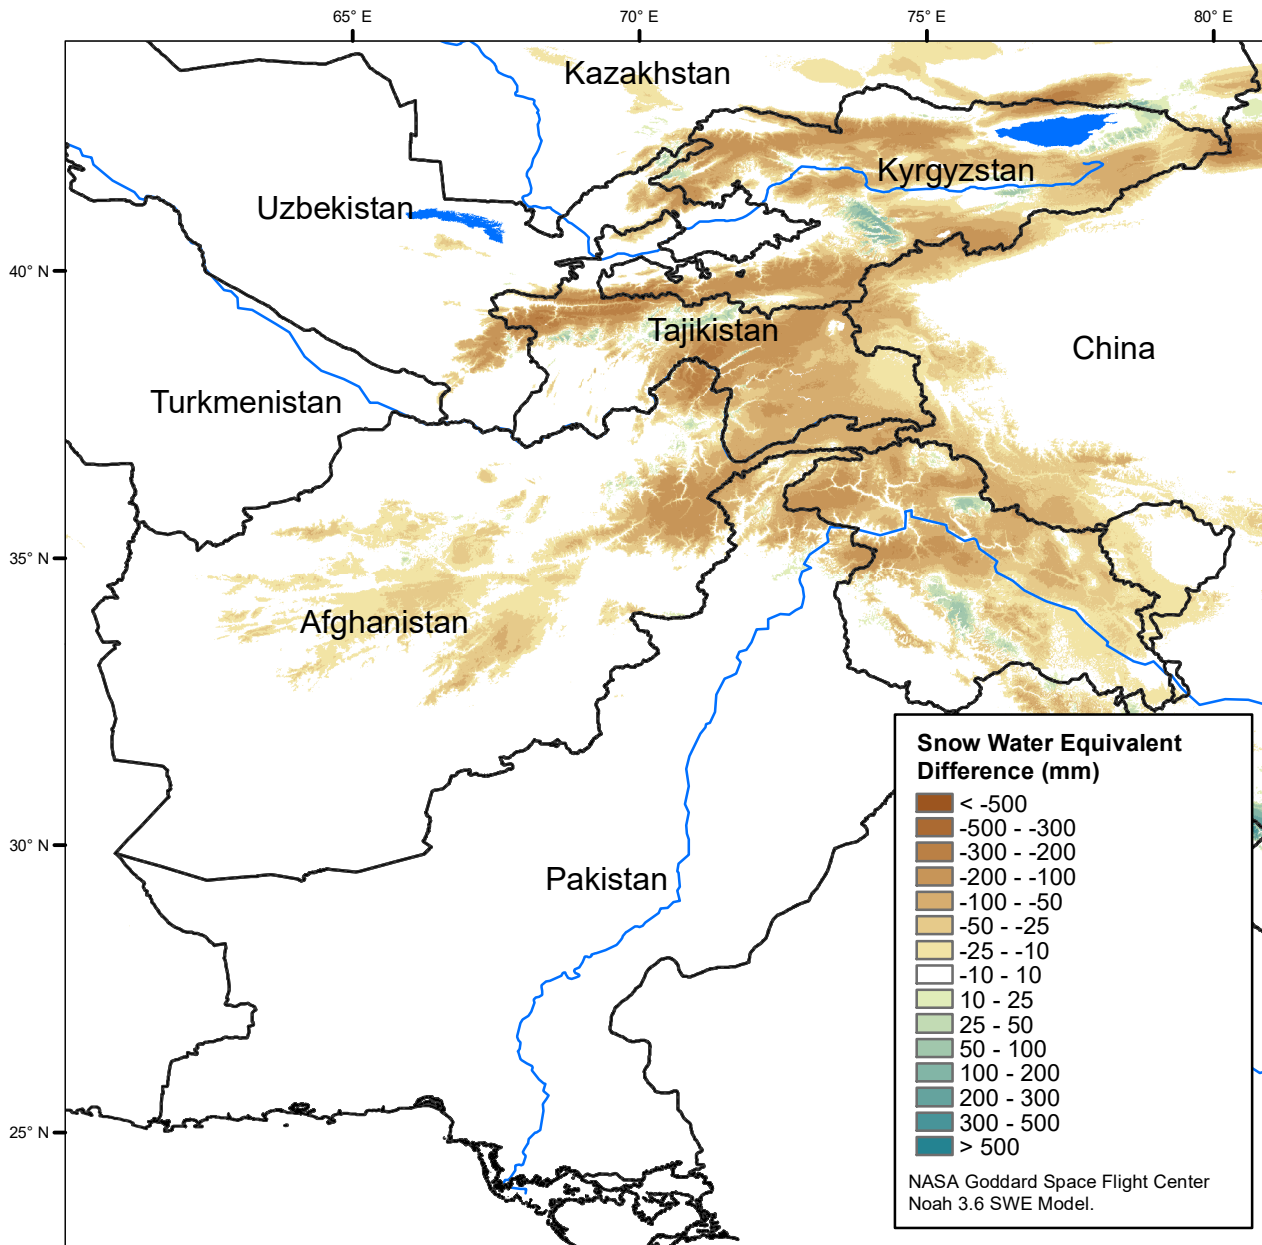 65° E
70° E
75° E
80° E
Kazakhstan
Kyrgyzstan
Uzbekistan
40° N
Tajikistan
China
Turkmenistan
35° N
Afghanistan
30° N
Pakistan
25° N
Snow Water Equivalent
Difference (mm)
< -500
-500 - -300
-300 - -200
-200 - -100
-100 - -50
-50 - -25
-25 - -10
-10 - 10
10 - 25
25 - 50
50 - 100
100 - 200
200 - 300
300 - 500
> 500
NASA Goddard Space Flight Center
Noah 3.6 SWE Model.